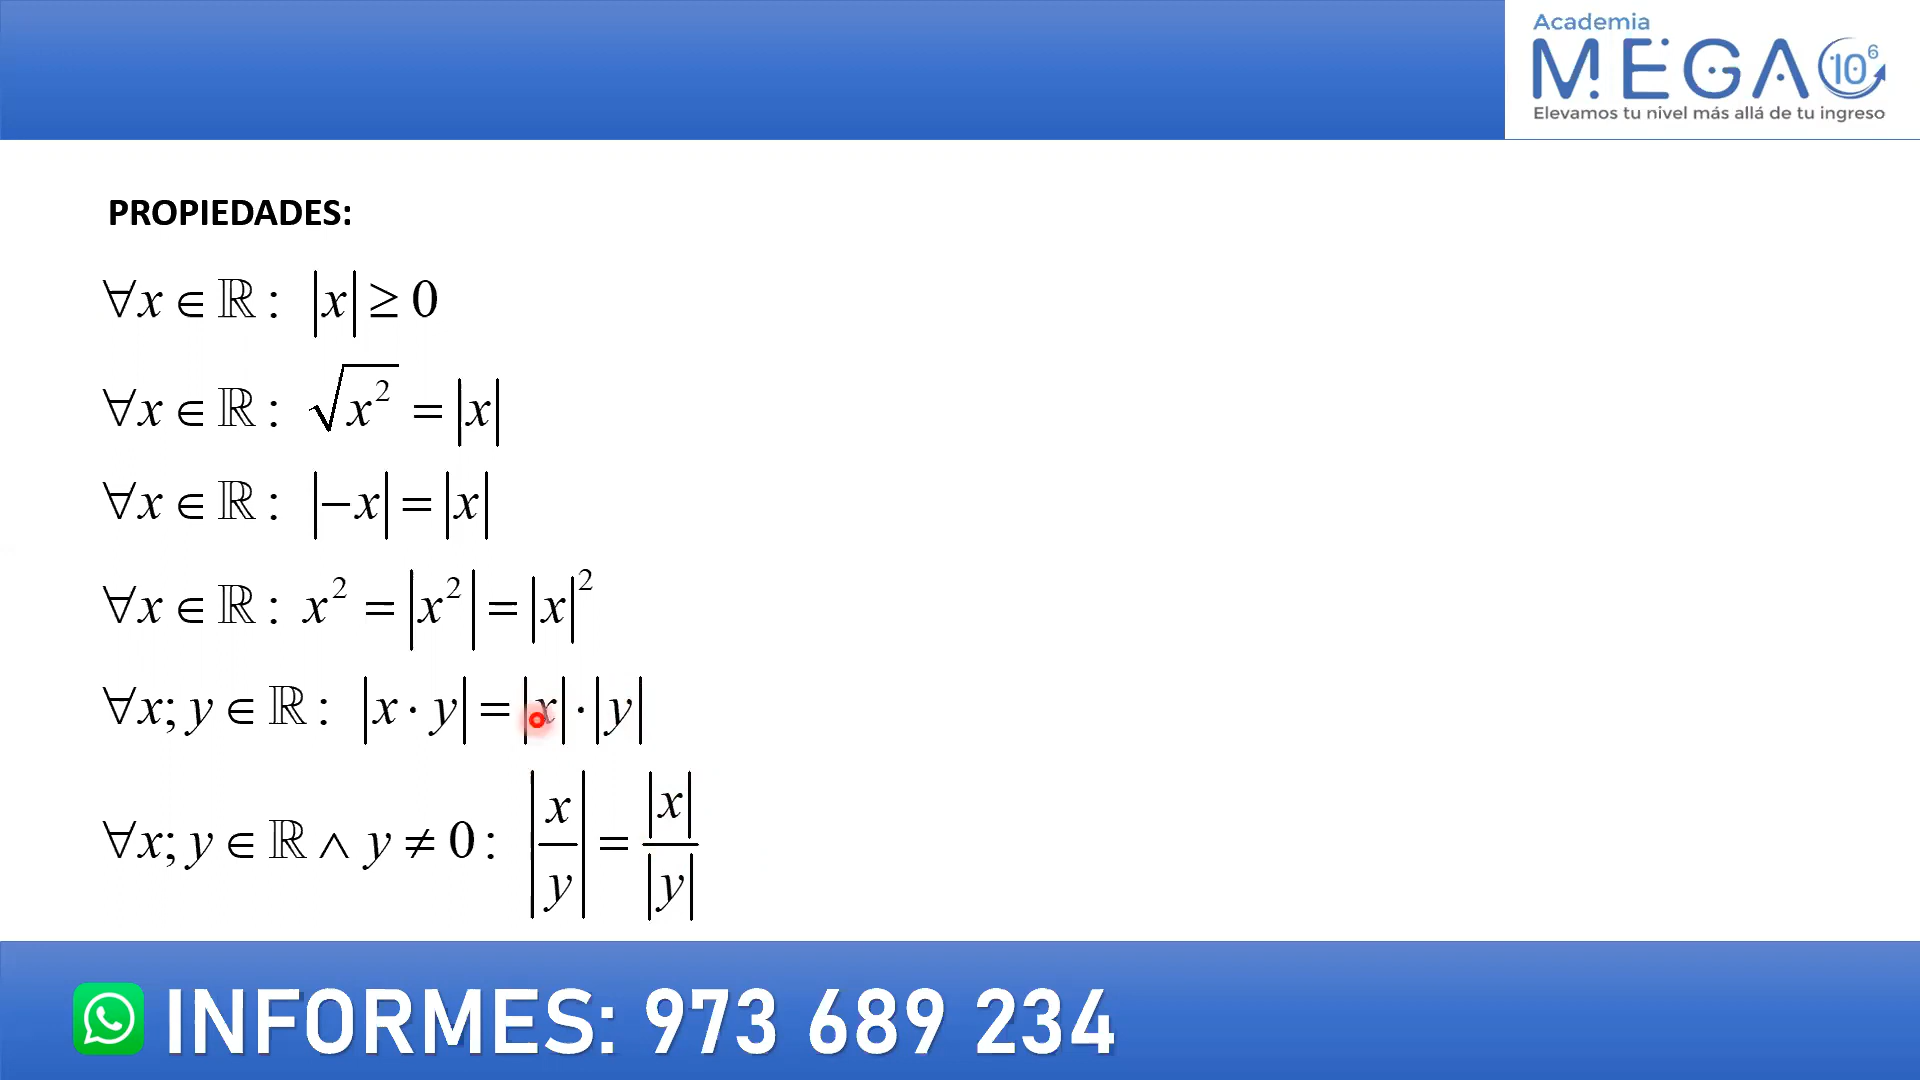 Academia
MEGA 10⁶
Elevamos tu nivel más allá de tu ingreso
PROPIEDADES:
∀x ∈ ℝ : |x| ≥ 0
∀x ∈ ℝ : √x² = |x|
∀x ∈ ℝ : |−x| = |x|
∀x ∈ ℝ : x² = |x²| = |x|²
∀x; y ∈ ℝ : |x · y| = |x| · |y|
∀x; y ∈ ℝ ∧ y ≠ 0 : |x/y| = |x|/|y|
INFORMES: 973 689 234